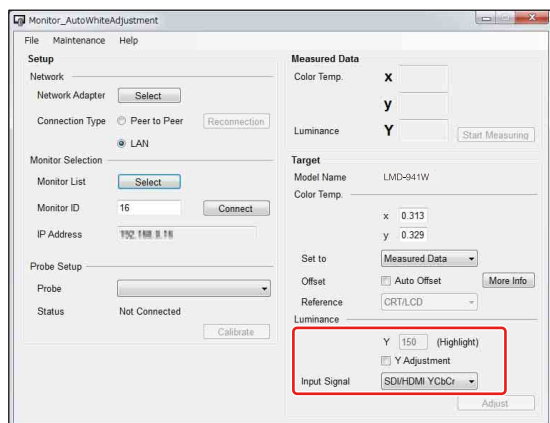 Monitor_AutoWhiteAdjustment
File Maintenance Help
Setup
Network
Network Adapter Select
Connection Type Peer to Peer Reconnection
LAN
Monitor Selection
Monitor List Select
Monitor ID 16 Connect
IP Address
Probe Setup
Probe
Status Not Connected
Calibrate
Measured Data
Color Temp. x
y
Luminance Y Start Measuring
Target
Model Name LMD-941W
Color Temp.
x 0.313
y 0.329
Set to Measured Data
Offset Auto Offset More Info
Reference CRT/LCD
Luminance
Y 150 (Highlight)
Y Adjustment
Input Signal SDI/HDMI YCbCr
Adjust